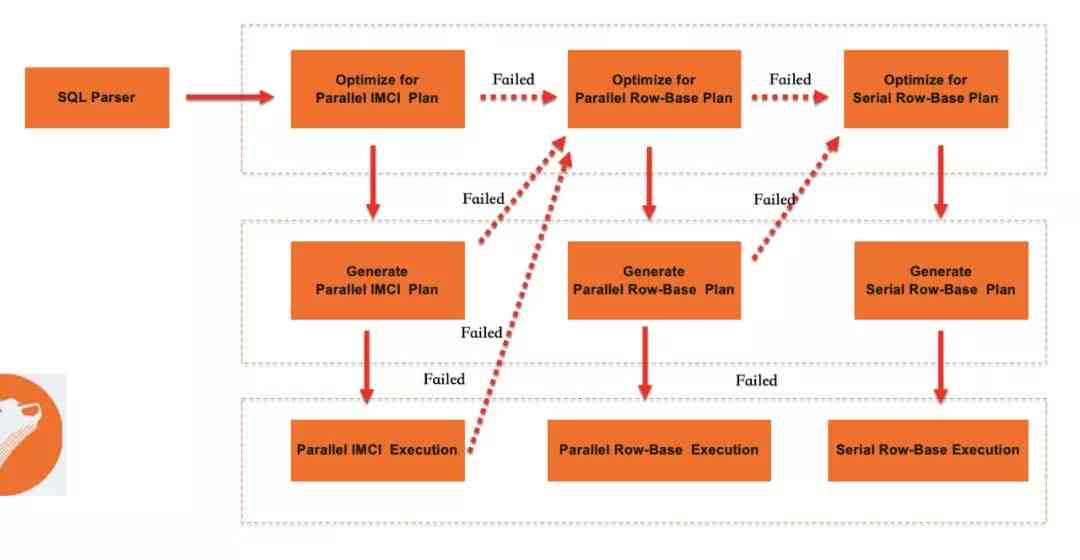 SQL Parser
Optimize for
Parallel IMCI Plan
Failed
Optimize for
Parallel Row-Base Plan
Failed
Optimize for
Serial Row-Base Plan
Failed
Failed
Generate
Parallel IMCI Plan
Generate
Parallel Row-Base Plan
Generate
Serial Row-Base Plan
Failed
Failed
Failed
Parallel IMCI Execution
Parallel Row-Base Execution
Serial Row-Base Execution